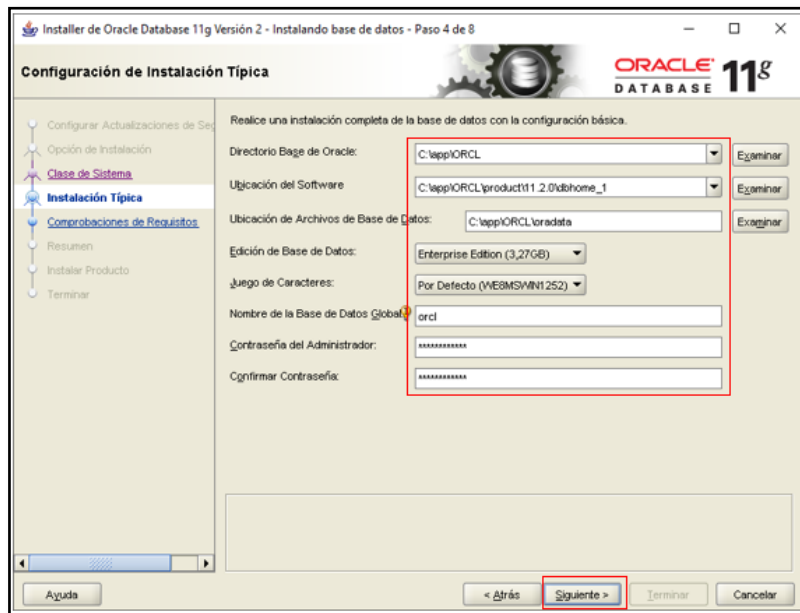 Installer de Oracle Database 11g Versión 2 - Instalando base de datos - Paso 4 de 8
Configuración de Instalación Típica
ORACLE
DATABASE 11g
Configurar Actualizaciones de Seg
Opción de Instalación
Clase de Sistema
Instalación Típica
Comprobaciones de Requisitos
Resumen
Instalar Producto
Terminar
Realice una instalación completa de la base de datos con la configuración básica.
Directorio Base de Oracle: C:\app\ORCL Examinar
Ubicación del Software C:\app\ORCL\product\11.2.0\dbhome_1 Examinar
Ubicación de Archivos de Base de Datos: C:\app\ORCL\oradata Examinar
Edición de Base de Datos: Enterprise Edition (3,27GB)
Juego de Caracteres: Por Defecto (WE8MSWIN1252)
Nombre de la Base de Datos Global orcl
Contraseña del Administrador: ************
Confirmar Contraseña: ************
Ayuda < Atrás Siguiente > Terminar Cancelar